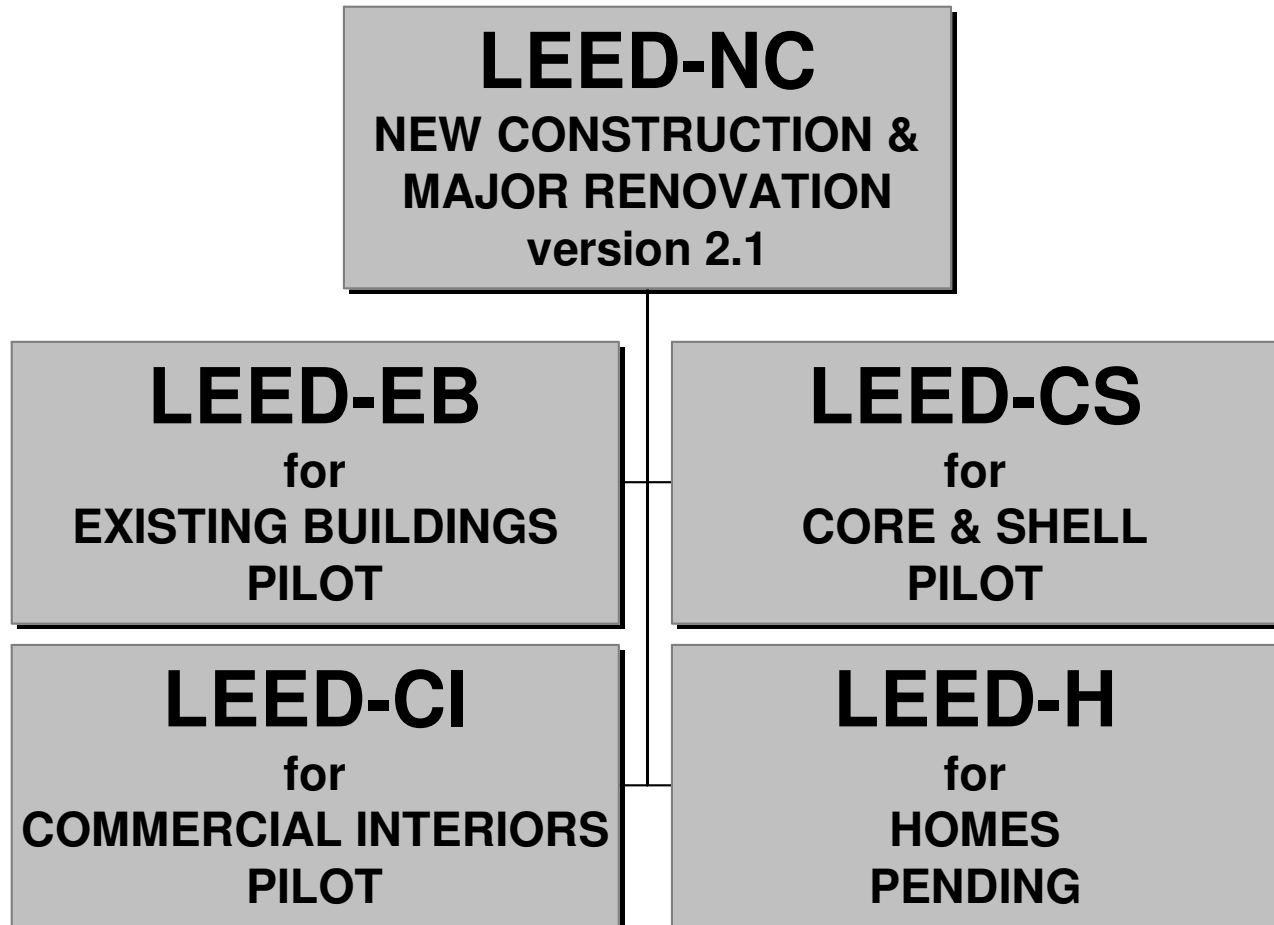 LEED-NC
NEW CONSTRUCTION &
MAJOR RENOVATION
version 2.1
LEED-EB
for
EXISTING BUILDINGS
PILOT
LEED-CS
for
CORE & SHELL
PILOT
LEED-CI
for
COMMERCIAL INTERIORS
PILOT
LEED-H
for
HOMES
PENDING